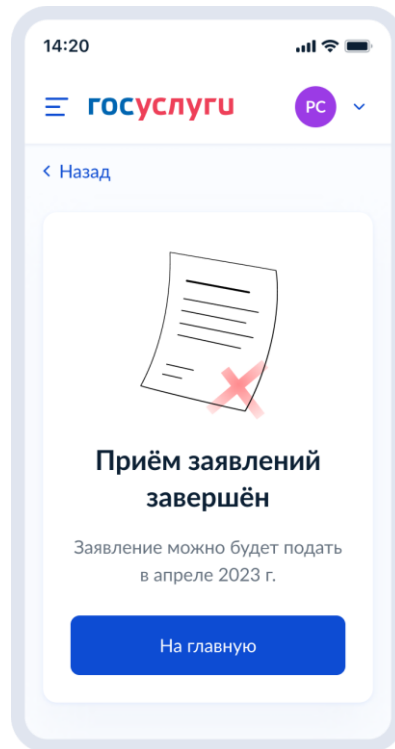 14:20
госуслуги
РС
Назад
Приём заявлений
завершён
Заявление можно будет подать
в апреле 2023 г.
На главную